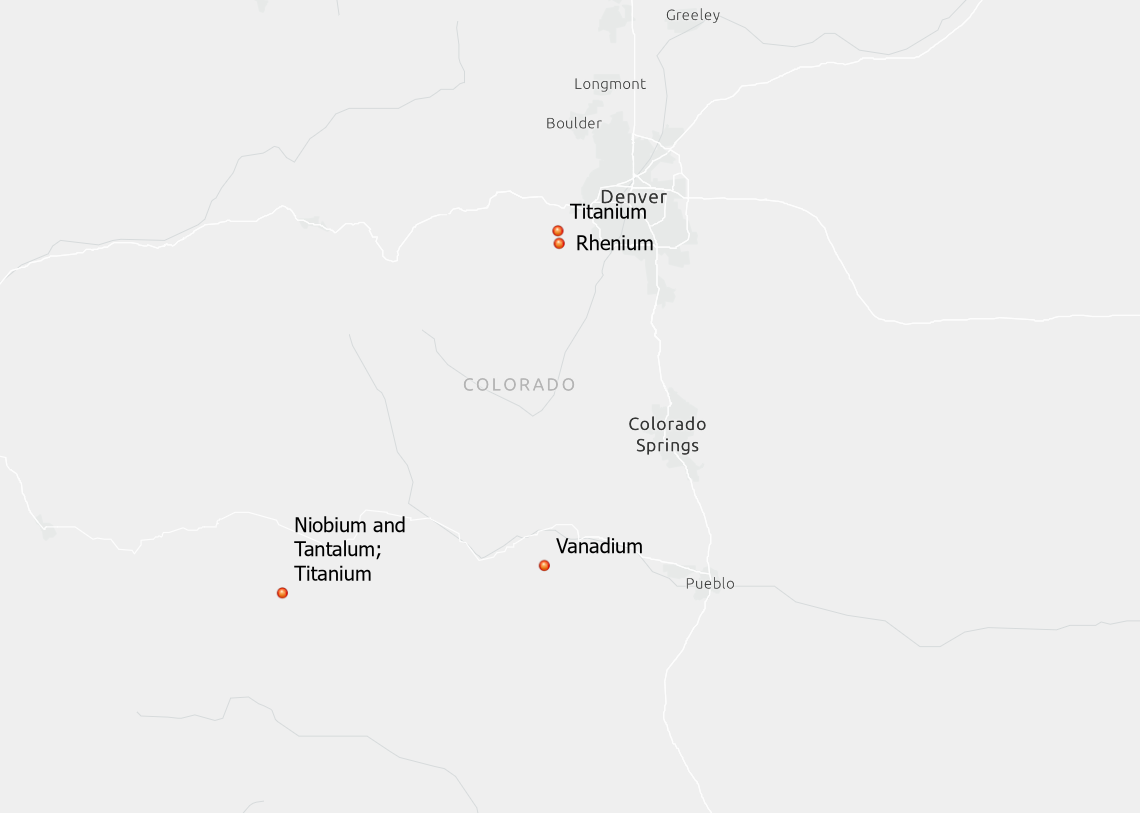 Greeley
Longmont
Boulder
Denver
Titanium
Rhenium
COLORADO
Colorado
Springs
Niobium and
Tantalum;
Titanium
Vanadium
Pueblo